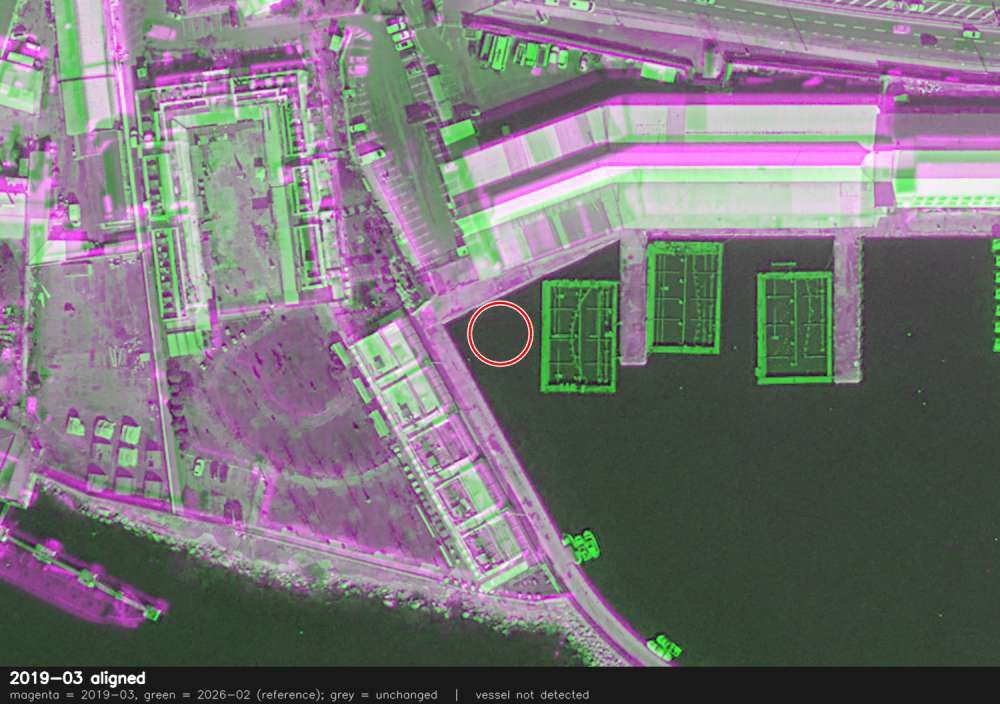 2019-03 aligned
magenta = 2019-03, green = 2026-02 (reference); grey = unchanged | vessel not detected